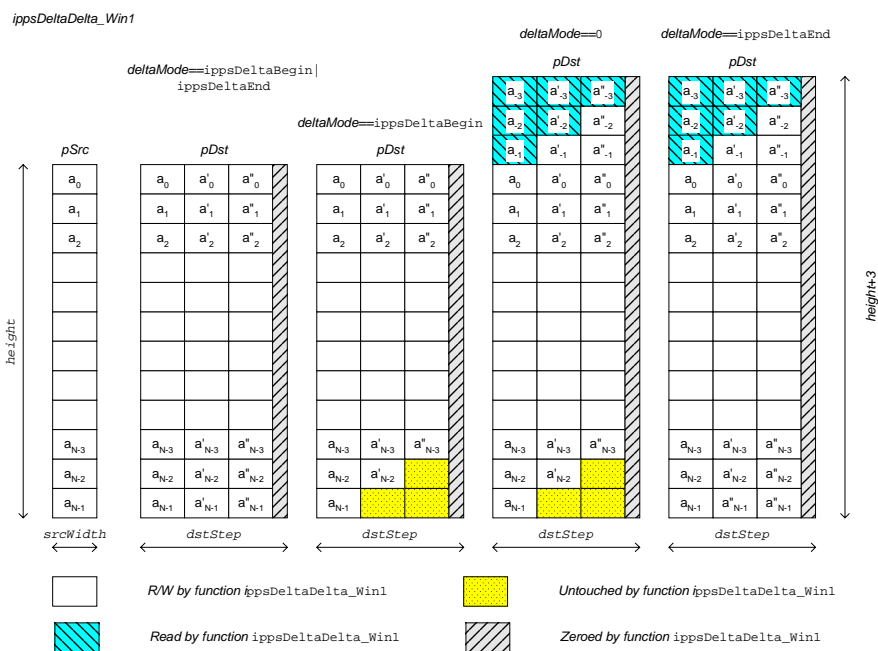 ippsDeltaDelta_Win1
deltaMode==0 deltaMode==ippsDeltaEnd
deltaMode==ippsDeltaBegin|
ippsDeltaEnd
pDst pDst
deltaMode==ippsDeltaBegin
a-3 a'-3 a"-3 a-3 a'-3 a"-3
a-2 a'-2 a"-2 a-2 a'-2 a"-2
a-1 a'-1 a"-1 a-1 a'-1 a"-1
pSrc pDst pDst
a0 a0 a'0 a"0 a0 a'0 a"0 a0 a'0 a"0 a0 a'0 a"0
a1 a1 a'1 a"1 a1 a'1 a"1 a1 a'1 a"1 a1 a'1 a"1
a2 a2 a'2 a"2 a2 a'2 a"2 a2 a'2 a"2 a2 a'2 a"2
height
height+3
aN-3 aN-3 a'N-3 a"N-3 aN-3 a'N-3 a"N-3 aN-3 a'N-3 a"N-3 aN-3 a'N-3 a"N-3
aN-2 aN-2 a'N-2 a"N-2 aN-2 a'N-2 aN-2 a'N-2 aN-2 a'N-2 a"N-2
aN-1 aN-1 a'N-1 a"N-1 aN-1 aN-1 aN-1 a"N-1 a"N-1
srcWidth dstStep dstStep dstStep dstStep
R/W by function ippsDeltaDelta_Win1 Untouched by function ippsDeltaDelta_Win1
Read by function ippsDeltaDelta_Win1 Zeroed by function ippsDeltaDelta_Win1